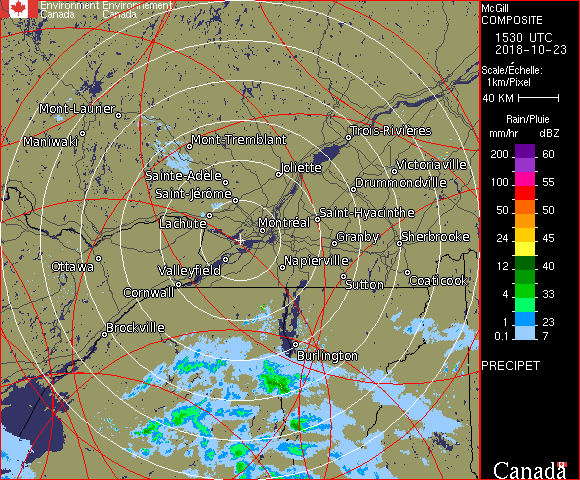 Environment Environnement
Canada Canada
McGill
COMPOSITE
1530 UTC
2018-10-23
Scale/Échelle:
1km/Pixel
40 KM
Rain/Pluie
mm/hr dBZ
200 60
100 55
50 50
24 45
12 40
4 33
1 23
0.1 7
PRECIPET
Mont-Laurier
Maniwaki
Mont-Tremblant
Trois-Rivières
Sainte-Adèle
Joliette
Victoriaville
Saint-Jérôme
Drummondville
Lachute
Montréal
Saint-Hyacinthe
Granby
Sherbrooke
Ottawa
Valleyfield
Napierville
Cornwall
Sutton
Coaticook
Brockville
Burlington
Canada